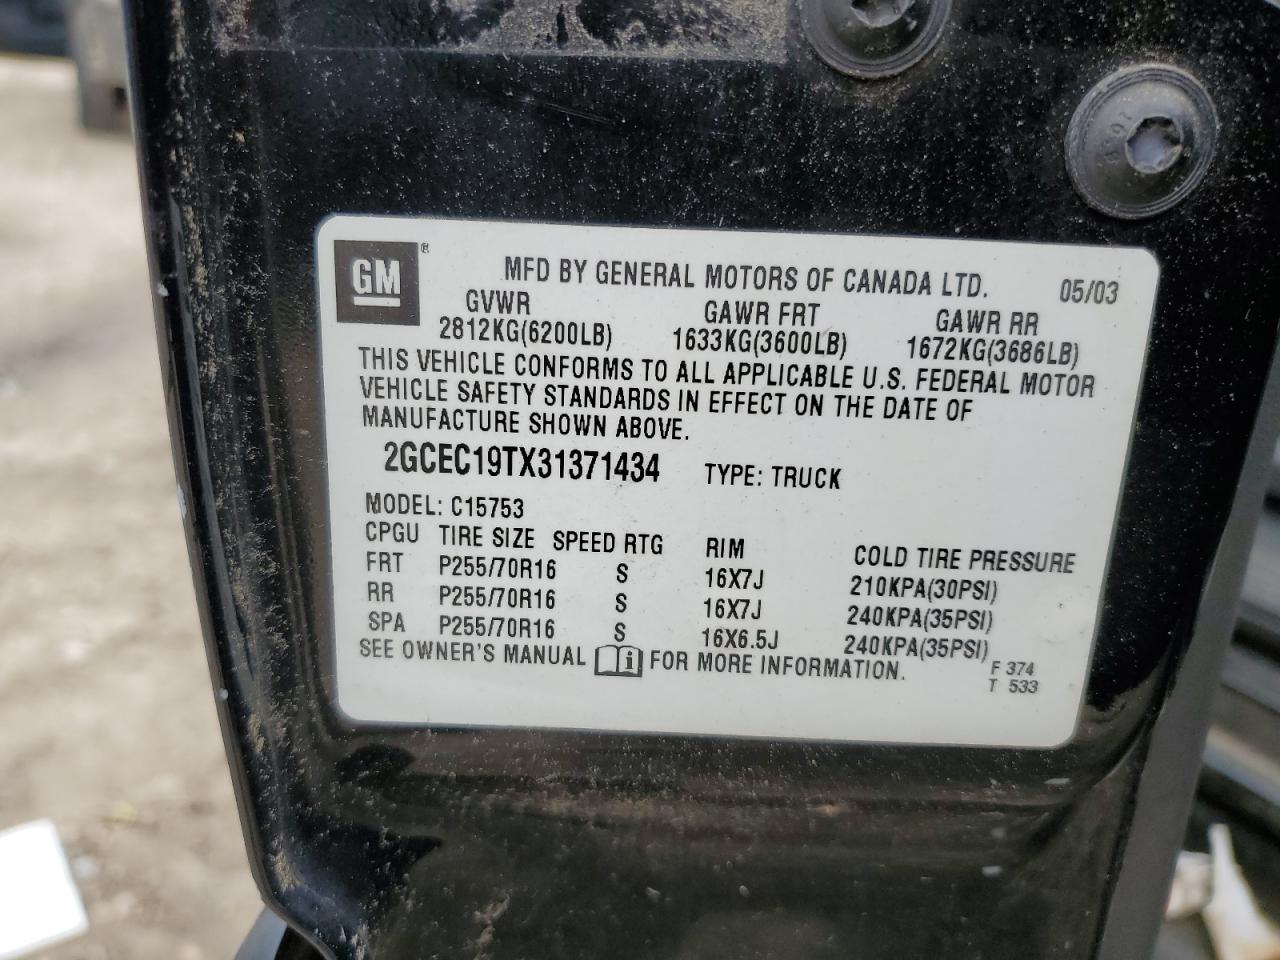 GM ® MFD BY GENERAL MOTORS OF CANADA LTD. 05/03
GVWR GAWR FRT GAWR RR
2812KG(6200LB) 1633KG(3600LB) 1672KG(3686LB)
THIS VEHICLE CONFORMS TO ALL APPLICABLE U.S. FEDERAL MOTOR
VEHICLE SAFETY STANDARDS IN EFFECT ON THE DATE OF
MANUFACTURE SHOWN ABOVE.
2GCEC19TX31371434 TYPE: TRUCK
MODEL: C15753
CPGU TIRE SIZE SPEED RTG RIM COLD TIRE PRESSURE
FRT P255/70R16 S 16X7J 210KPA(30PSI)
RR P255/70R16 S 16X7J 240KPA(35PSI)
SPA P255/70R16 S 16X6.5J 240KPA(35PSI)
SEE OWNER'S MANUAL i FOR MORE INFORMATION.
F 374
T 533